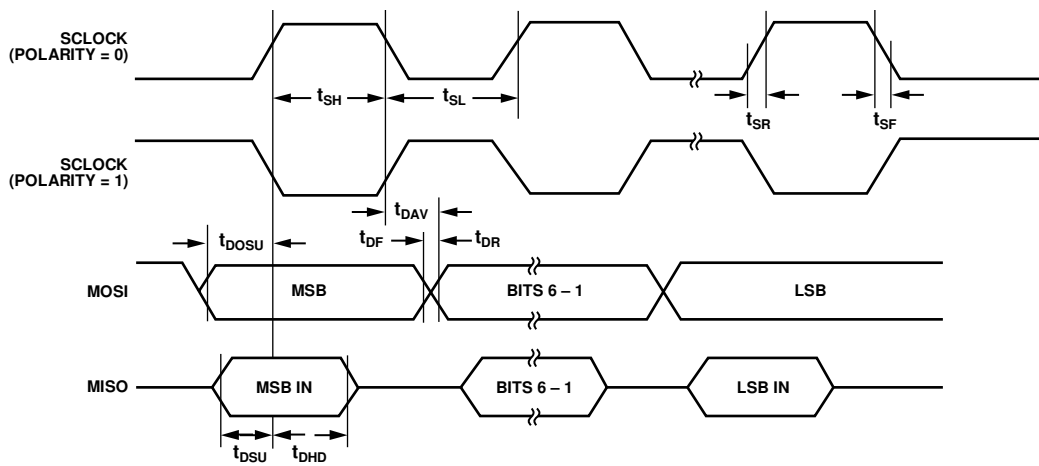 SCLOCK
(POLARITY = 0)
tSH
tSL
tSR
tSF
SCLOCK
(POLARITY = 1)
tDAV
tDOSU
tDF
tDR
MOSI
MSB
BITS 6 – 1
LSB
MISO
MSB IN
BITS 6 – 1
LSB IN
tDSU
tDHD